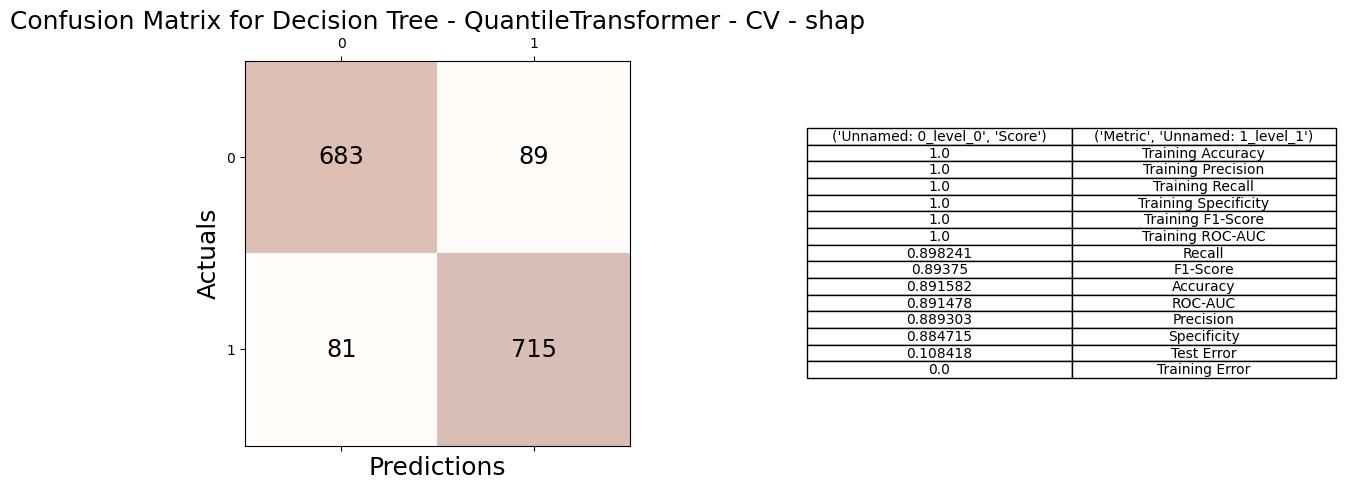 Confusion Matrix for Decision Tree - QuantileTransformer - CV - shap
0 1
0 683 89
1 81 715
Actuals
Predictions
('Unnamed: 0_level_0', 'Score') ('Metric', 'Unnamed: 1_level_1')
1.0 Training Accuracy
1.0 Training Precision
1.0 Training Recall
1.0 Training Specificity
1.0 Training F1-Score
1.0 Training ROC-AUC
0.898241 Recall
0.89375 F1-Score
0.891582 Accuracy
0.891478 ROC-AUC
0.889303 Precision
0.884715 Specificity
0.108418 Test Error
0.0 Training Error